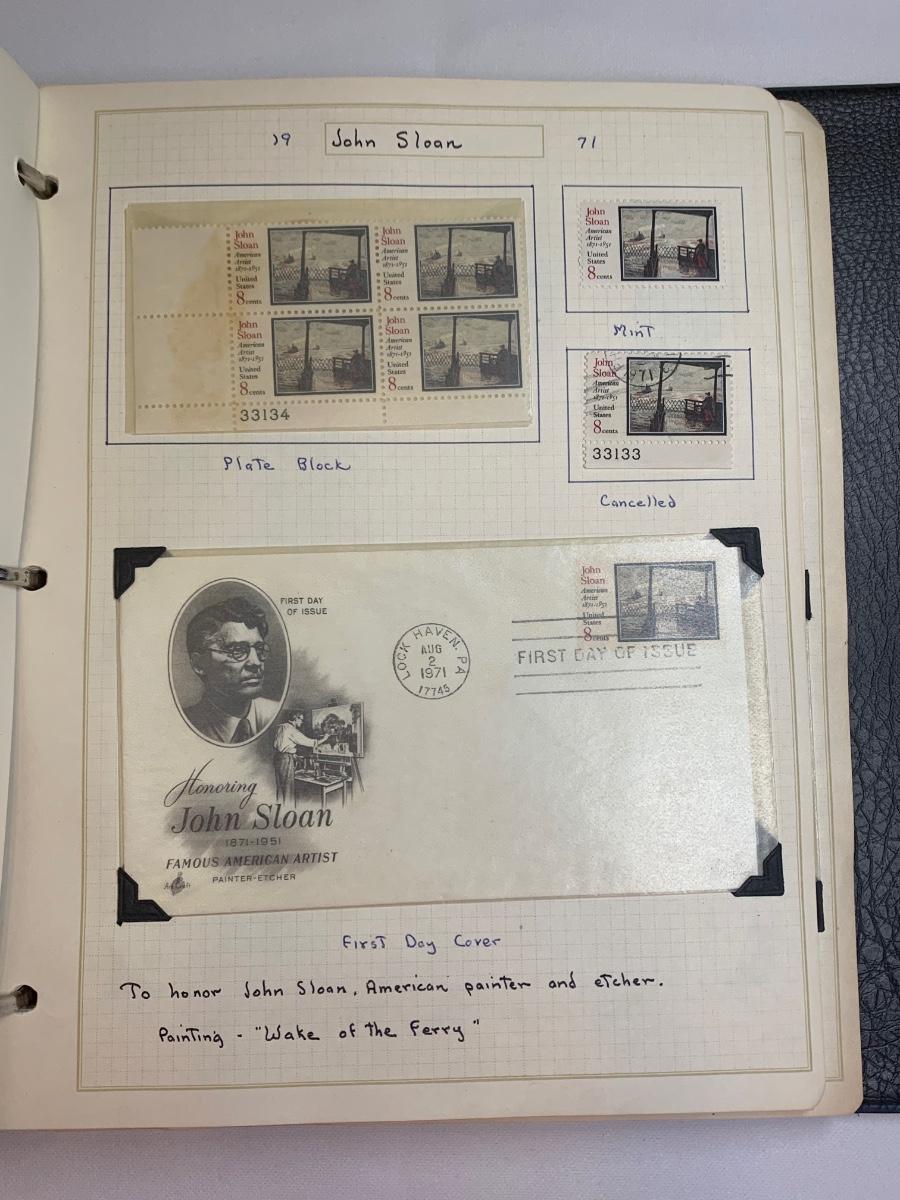 19 John Sloan 71
John
Sloan
American
Artist
1871-1951
United
States
8 cents
John
Sloan
American
Artist
1871-1951
United
States
8 cents
John
Sloan
American
Artist
1871-1951
United
States
8 cents
John
Sloan
American
Artist
1871-1951
United
States
8 cents
33134
Plate Block
John
Sloan
American
Artist
1871-1951
United
States
8 cents
Mint
John
Sloan
American
Artist
1871-1951
United
States
8 cents
1971
33133
Cancelled
FIRST DAY
OF ISSUE
LOCK HAVEN, PA
AUG
2
1971
17745
John
Sloan
American
Artist
1871-1951
United
States
8 cents
FIRST DAY OF ISSUE
Honoring
John Sloan
1871-1951
FAMOUS AMERICAN ARTIST
PAINTER-ETCHER
ArtCraft
First Day Cover
To honor John Sloan, American painter and etcher.
Painting - "Wake of the Ferry"